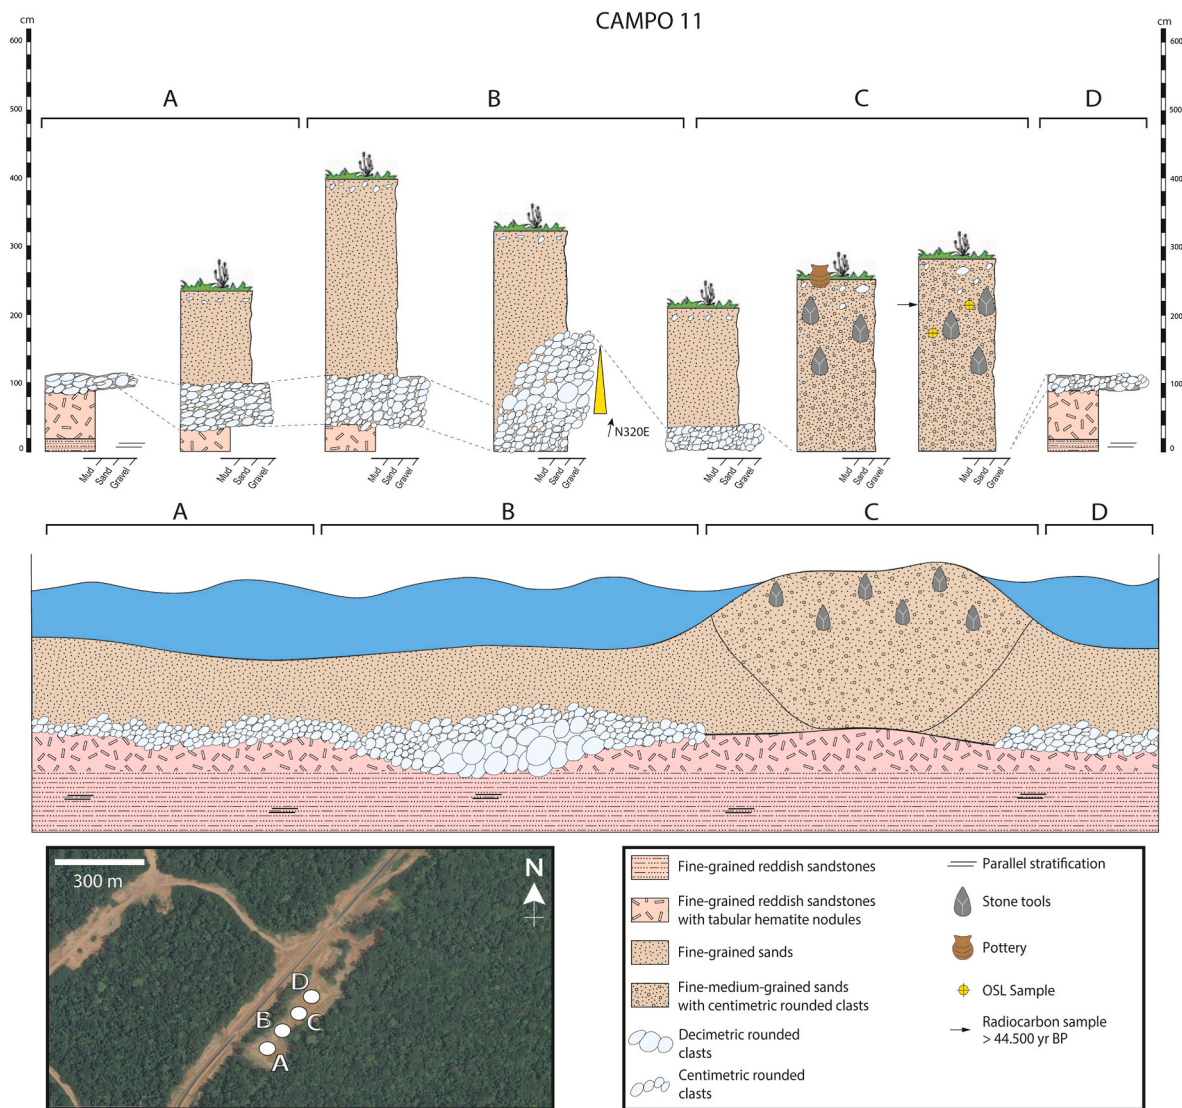 CAMPO 11
cm
cm
600
500
400
300
200
100
0
600
500
400
300
200
100
0
A
B
C
D
N320E
Mud
Sand
Gravel
Mud
Sand
Gravel
Mud
Sand
Gravel
Mud
Sand
Gravel
Mud
Sand
Gravel
Mud
Sand
Gravel
Mud
Sand
Gravel
Mud
Sand
Gravel
A
B
C
D
300 m
N
D
C
B
A
Fine-grained reddish sandstones
Fine-grained reddish sandstones
with tabular hematite nodules
Fine-grained sands
Fine-medium-grained sands
with centimetric rounded clasts
Decimetric rounded
clasts
Centimetric rounded
clasts
Parallel stratification
Stone tools
Pottery
OSL Sample
Radiocarbon sample
> 44.500 yr BP